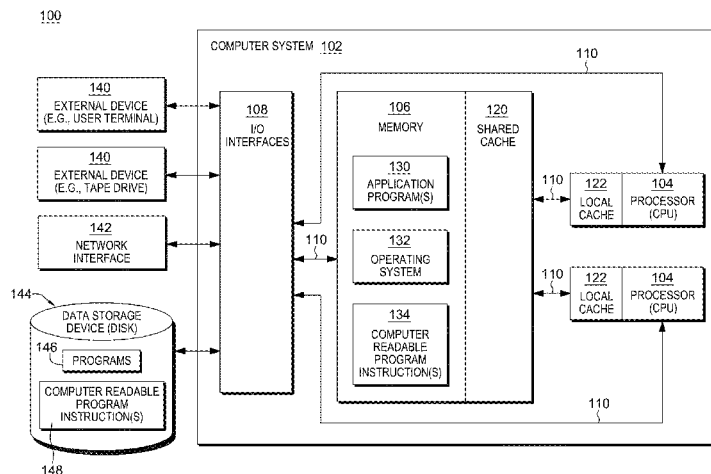 100
COMPUTER SYSTEM 102
110
140
EXTERNAL DEVICE
(E.G., USER TERMINAL)
140
EXTERNAL DEVICE
(E.G., TAPE DRIVE)
142
NETWORK
INTERFACE
144
DATA STORAGE
DEVICE (DISK)
146
PROGRAMS
COMPUTER READABLE
PROGRAM
INSTRUCTION(S)
148
108
I/O
INTERFACES
110
106
MEMORY
130
APPLICATION
PROGRAM(S)
132
OPERATING
SYSTEM
134
COMPUTER
READABLE
PROGRAM
INSTRUCTION(S)
120
SHARED
CACHE
110
122
LOCAL
CACHE
104
PROCESSOR
(CPU)
110
122
LOCAL
CACHE
104
PROCESSOR
(CPU)
110